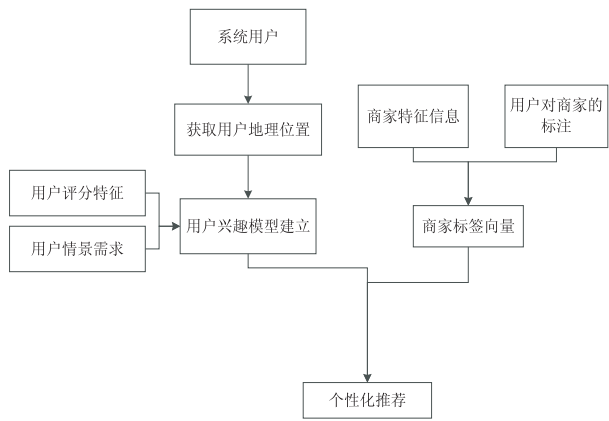 系统用户
获取用户地理位置
商家特征信息
用户对商家的
标注
用户评分特征
用户情景需求
用户兴趣模型建立
商家标签向量
个性化推荐